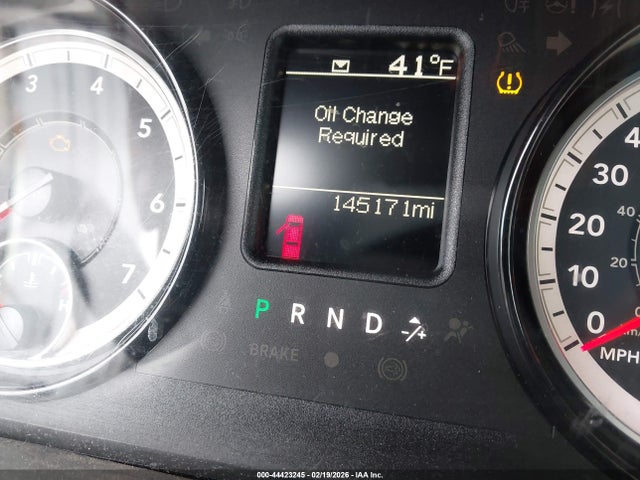 41°F
Oil Change
Required
145171mi
3
4
5
6
7
H
P R N D -/+
BRAKE
40
30
20
10
0
20
MPH
00-44423245 - 02/19/2026 - IAA Inc.